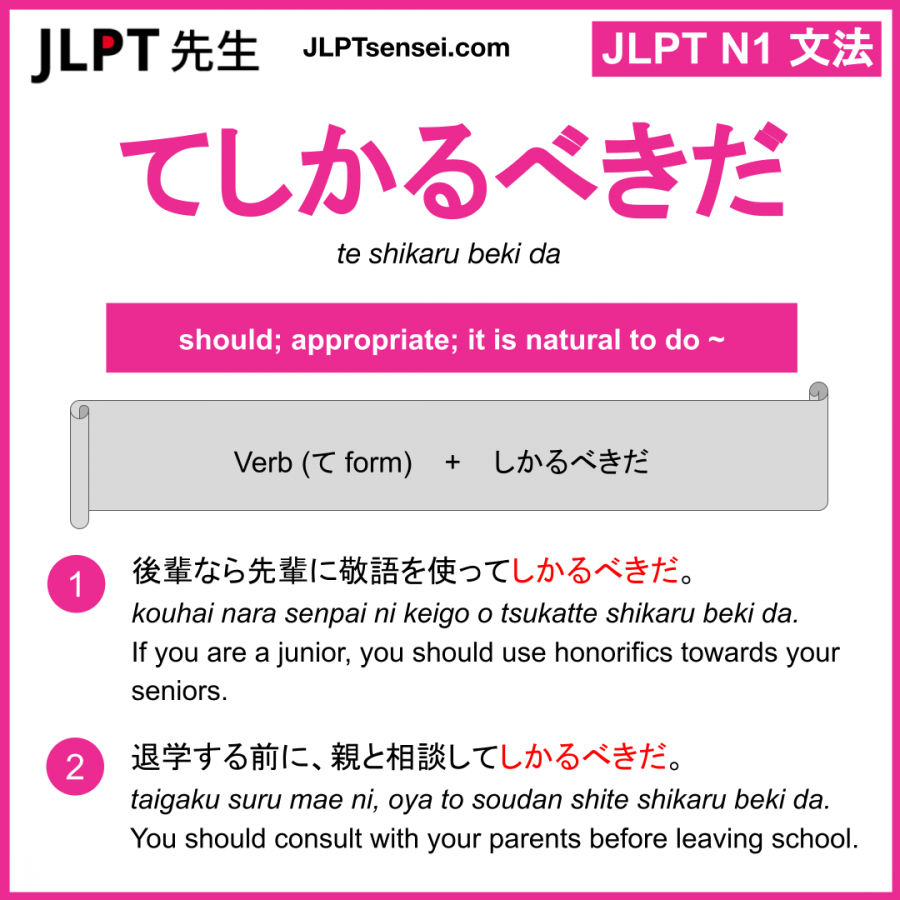 JLPT 先生
JLPTsensei.com
JLPT N1 文法
てしかるべきだ
te shikaru beki da
should; appropriate; it is natural to do ~
Verb (て form) + しかるべきだ
1
後輩なら先輩に敬語を使ってしかるべきだ。
kouhai nara senpai ni keigo o tsukatte shikaru beki da.
If you are a junior, you should use honorifics towards your
seniors.
2
退学する前に、親と相談してしかるべきだ。
taigaku suru mae ni, oya to soudan shite shikaru beki da.
You should consult with your parents before leaving school.